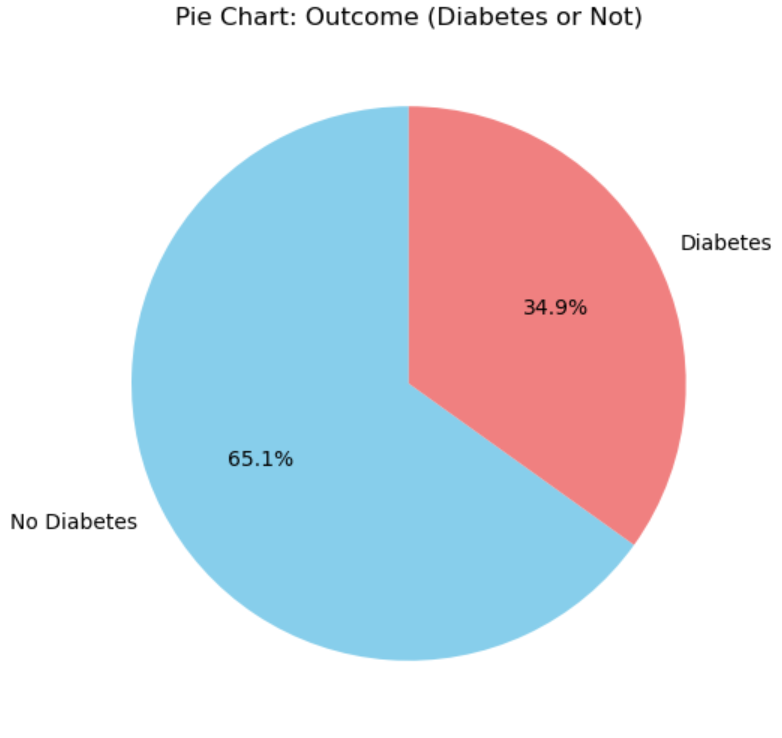 Pie Chart: Outcome (Diabetes or Not)
Diabetes
34.9%
65.1%
No Diabetes